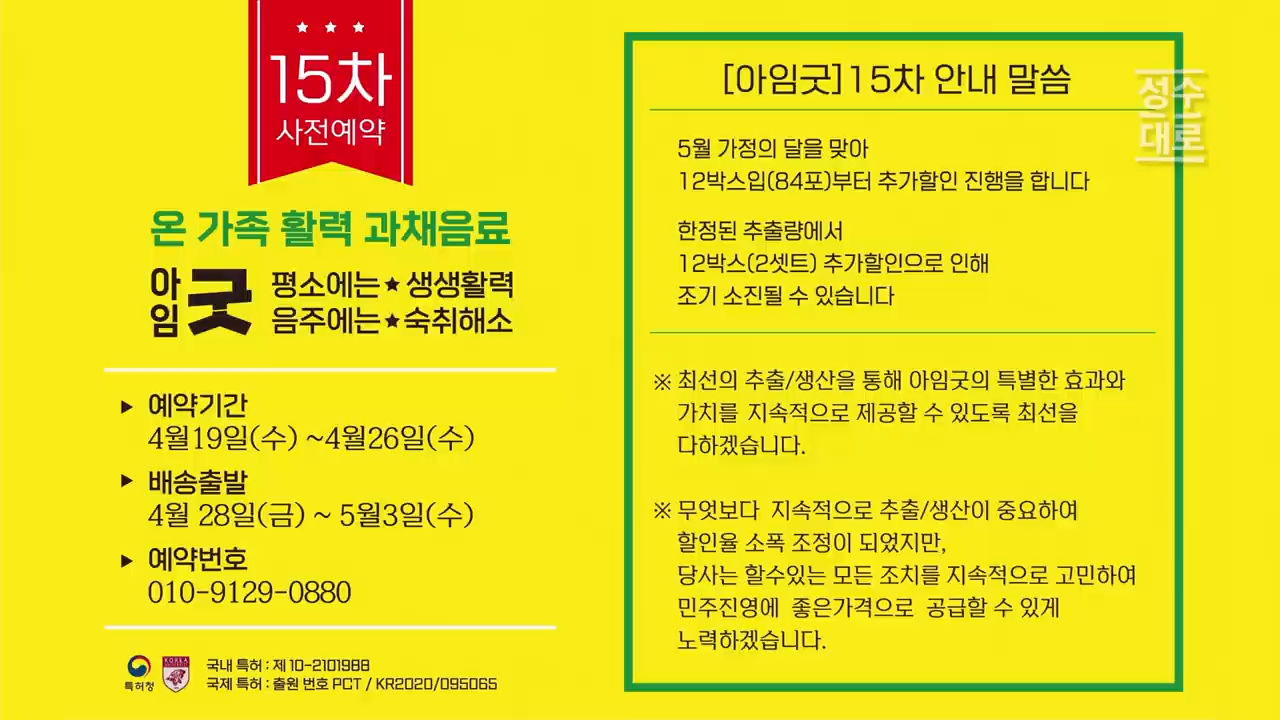 15차
사전예약
온 가족 활력 과채음료
아임굿 평소에는★생생활력
음주에는★숙취해소
▶ 예약기간
4월19일(수) ~4월26일(수)
▶ 배송출발
4월 28일(금) ~ 5월3일(수)
▶ 예약번호
010-9129-0880
특허청
KOREA
국내 특허 : 제 10-2101988
국제 특허 : 출원 번호 PCT / KR2020/095065
[아임굿]15차 안내 말씀
성수
대로
5월 가정의 달을 맞아
12박스입(84포)부터 추가할인 진행을 합니다
한정된 추출량에서
12박스(2셋트) 추가할인으로 인해
조기 소진될 수 있습니다
※ 최선의 추출/생산을 통해 아임굿의 특별한 효과와
가치를 지속적으로 제공할 수 있도록 최선을
다하겠습니다.
※ 무엇보다 지속적으로 추출/생산이 중요하여
할인율 소폭 조정이 되었지만,
당사는 할수있는 모든 조치를 지속적으로 고민하여
민주진영에 좋은가격으로 공급할 수 있게
노력하겠습니다.